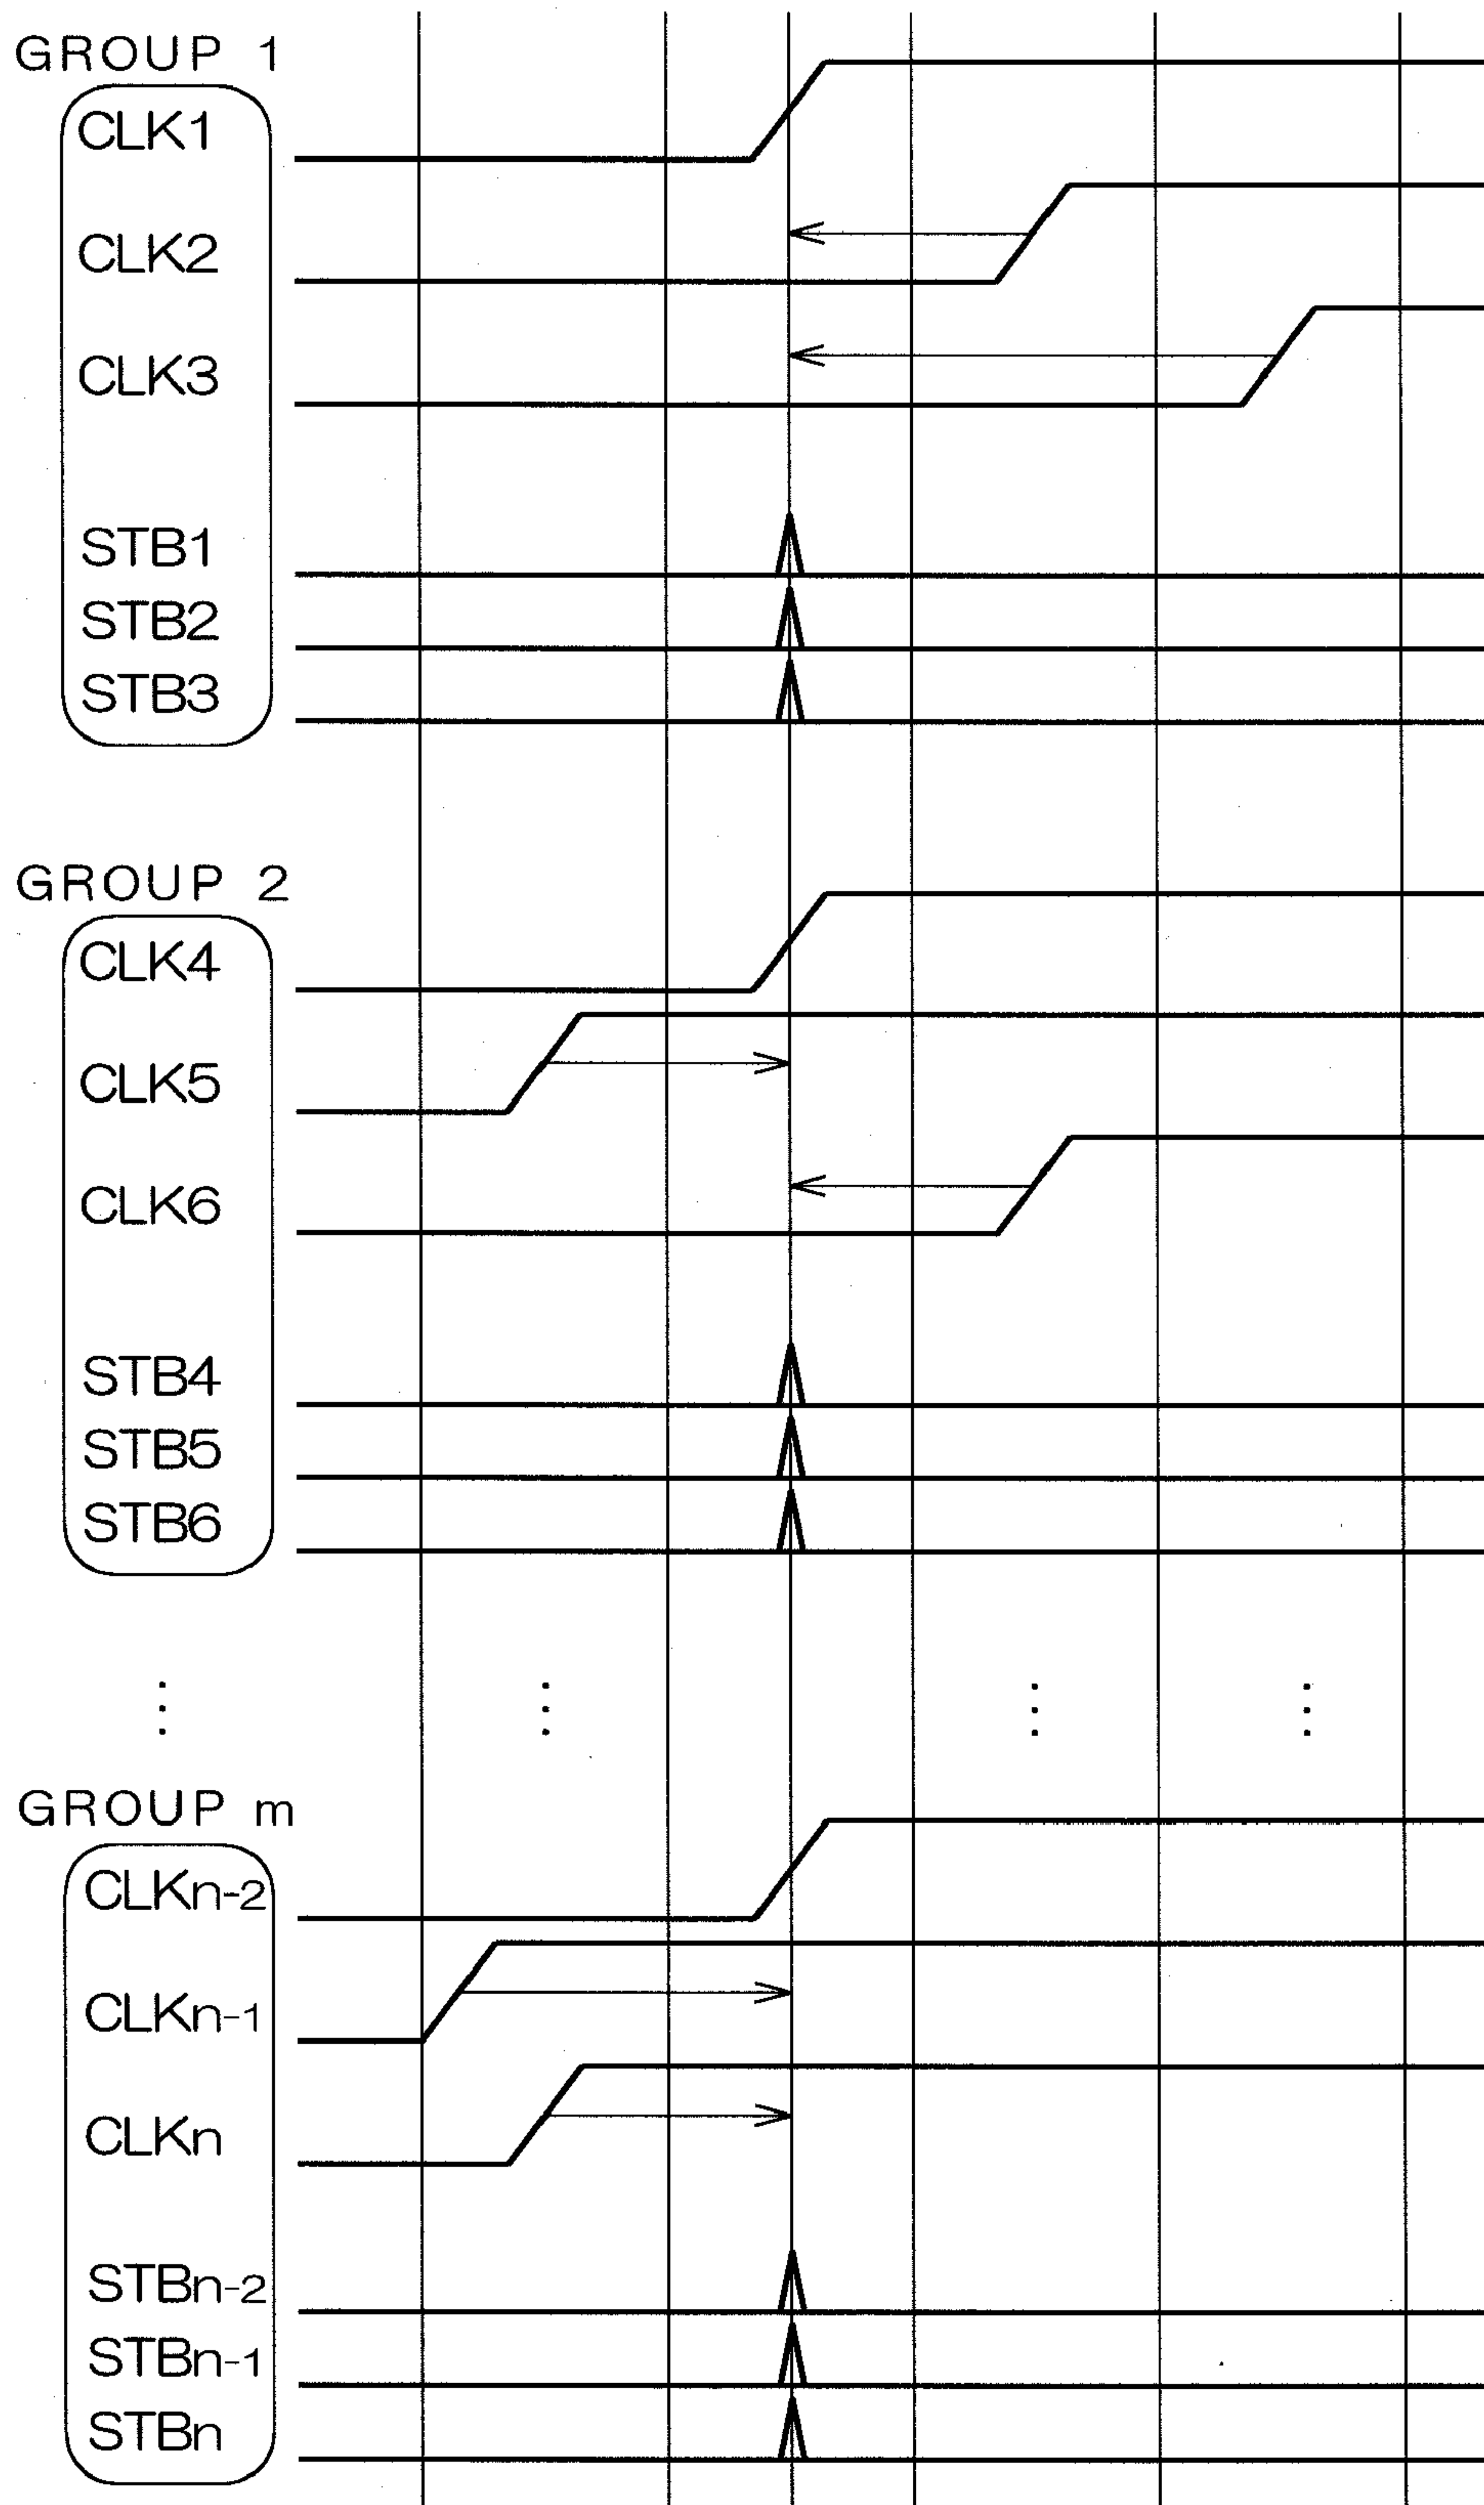 GROUP 1
CLK1
CLK2
CLK3
STB1
STB2
STB3
GROUP 2
CLK4
CLK5
CLK6
STB4
STB5
STB6
GROUP m
CLKn-2
CLKn-1
CLKn
STBn-2
STBn-1
STBn